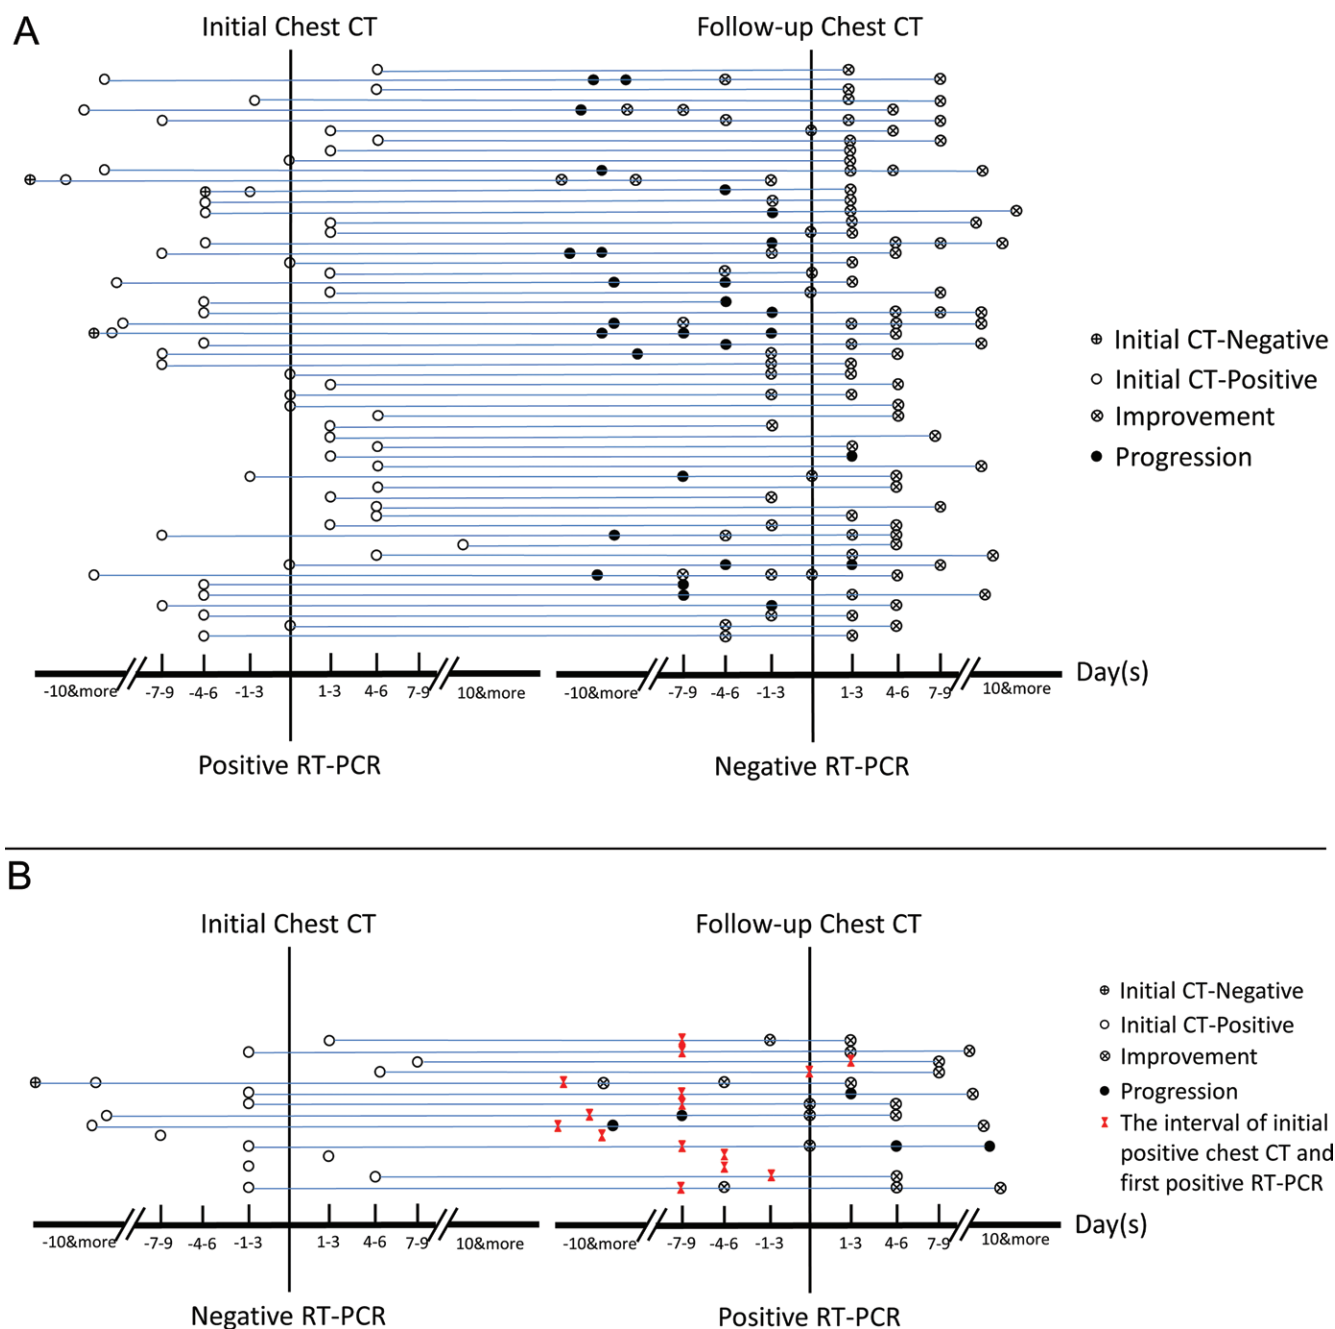 A
Initial Chest CT
Follow-up Chest CT
Initial CT-Negative
Initial CT-Positive
Improvement
Progression
-10&more -7-9 -4-6 -1-3 1-3 4-6 7-9 10&more -10&more -7-9 -4-6 -1-3 1-3 4-6 7-9 10&more Day(s)
Positive RT-PCR
Negative RT-PCR
B
Initial Chest CT
Follow-up Chest CT
Initial CT-Negative
Initial CT-Positive
Improvement
Progression
The interval of initial
positive chest CT and
first positive RT-PCR
-10&more -7-9 -4-6 -1-3 1-3 4-6 7-9 10&more -10&more -7-9 -4-6 -1-3 1-3 4-6 7-9 10&more Day(s)
Negative RT-PCR
Positive RT-PCR